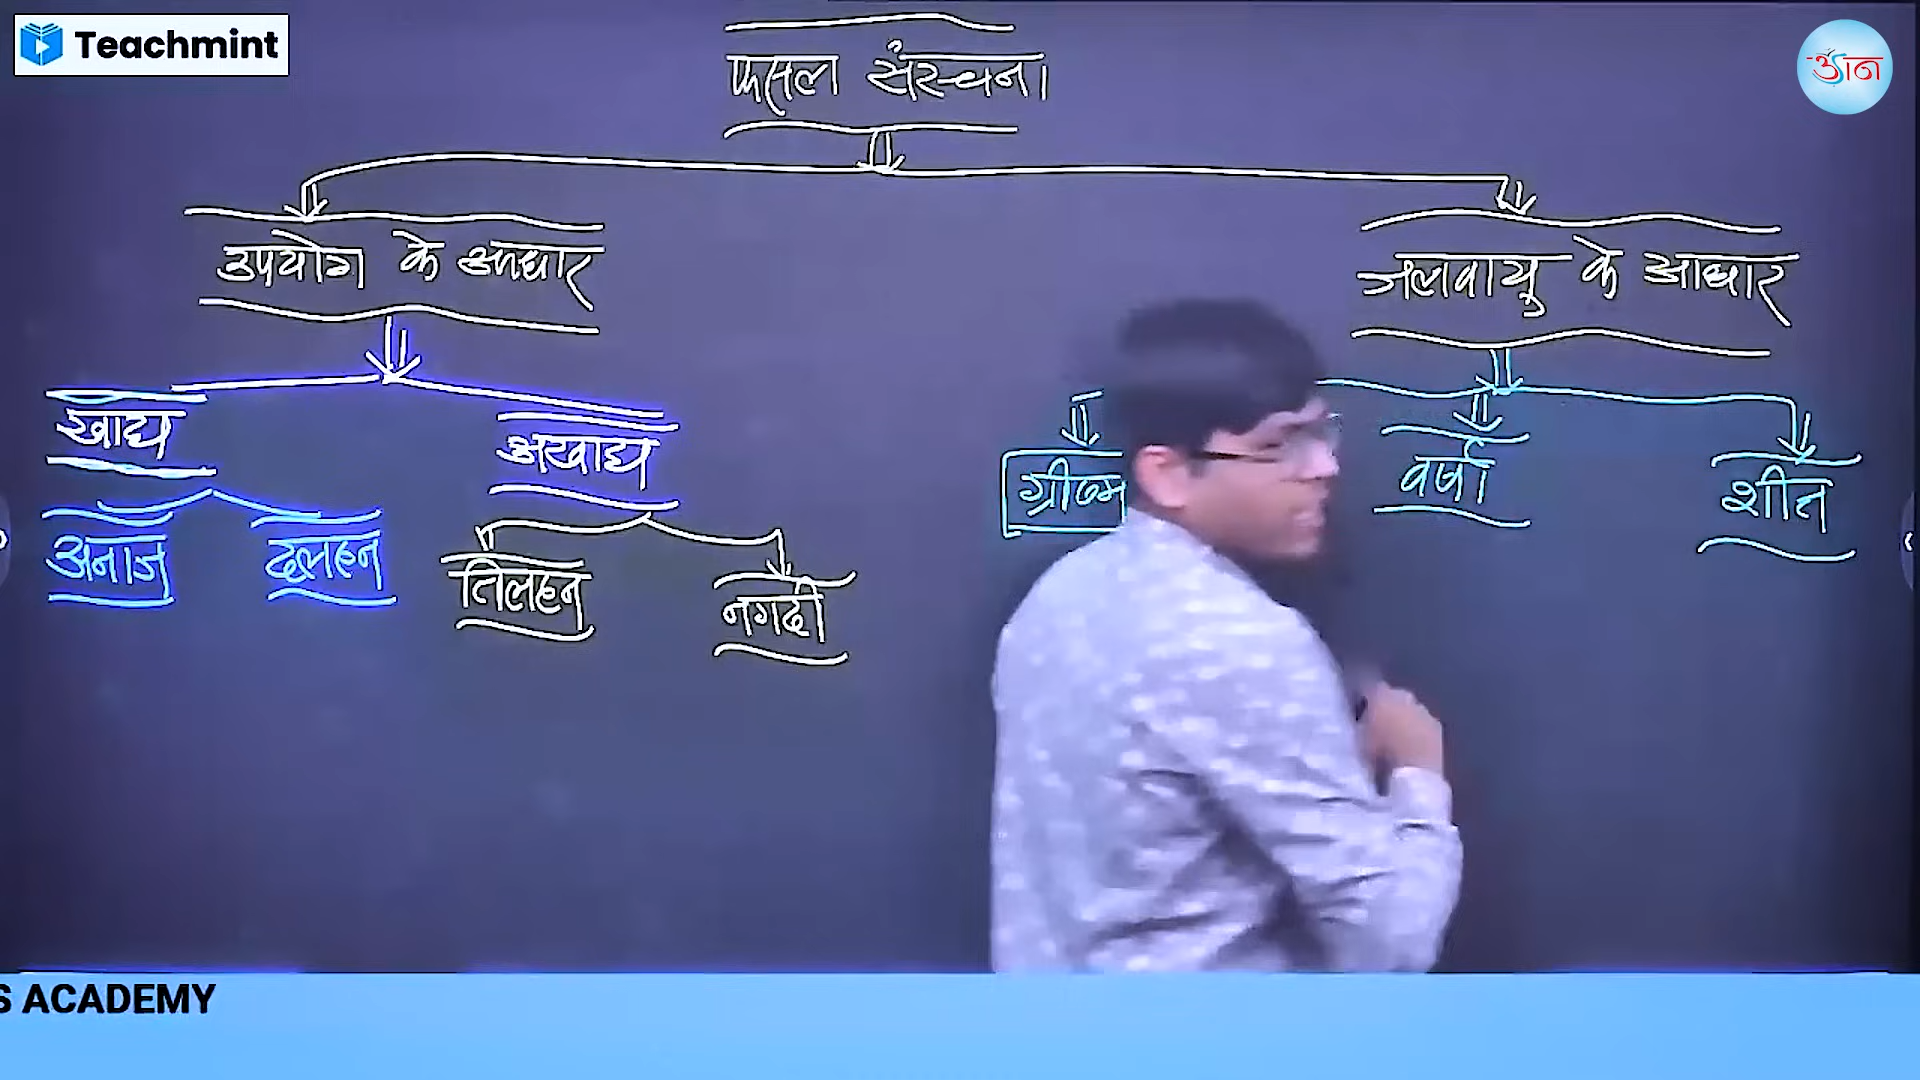 Teachmint
ज्ञान
फसल संरचना
उपयोग के आधार
जलवायु के आधार
खाद्य
अखाद्य
ग्रीष्म
वर्षा
शीत
अनाज
दलहन
तिलहन
नगदी
S ACADEMY